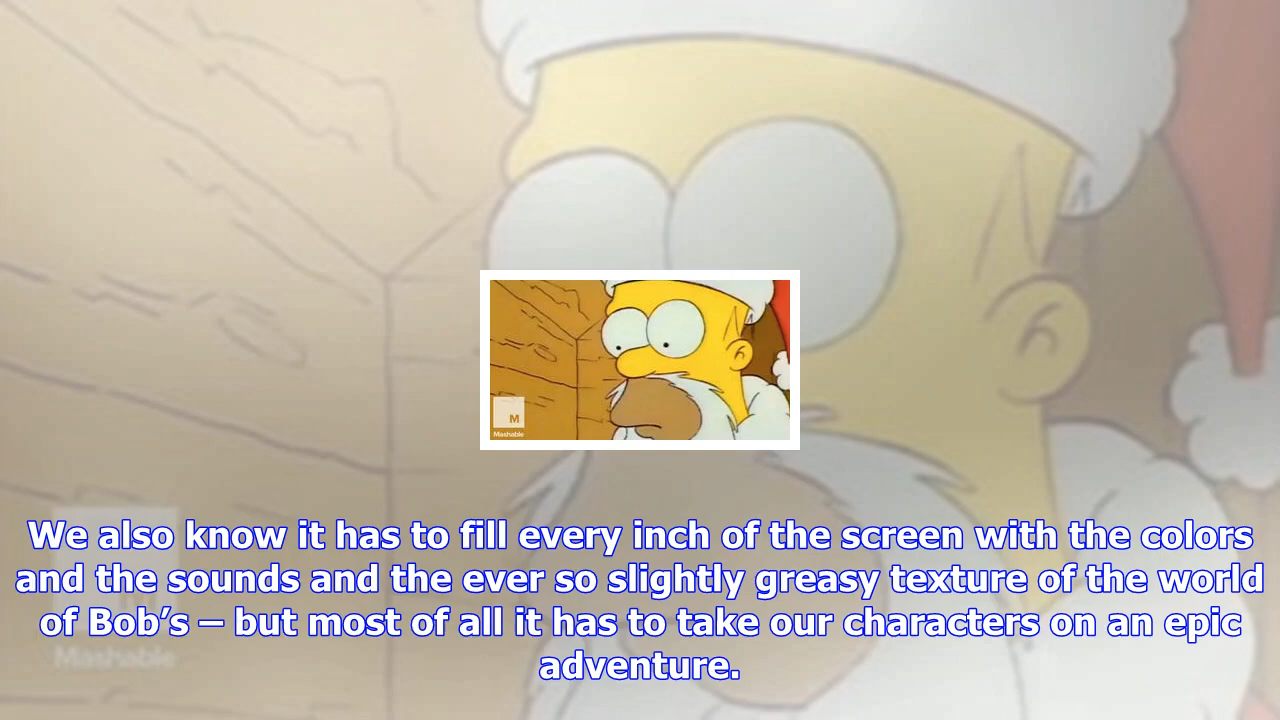 M
Mashable
We also know it has to fill every inch of the screen with the colors
and the sounds and the ever so slightly greasy texture of the world
of Bob’s – but most of all it has to take our characters on an epic
adventure.
Mashable